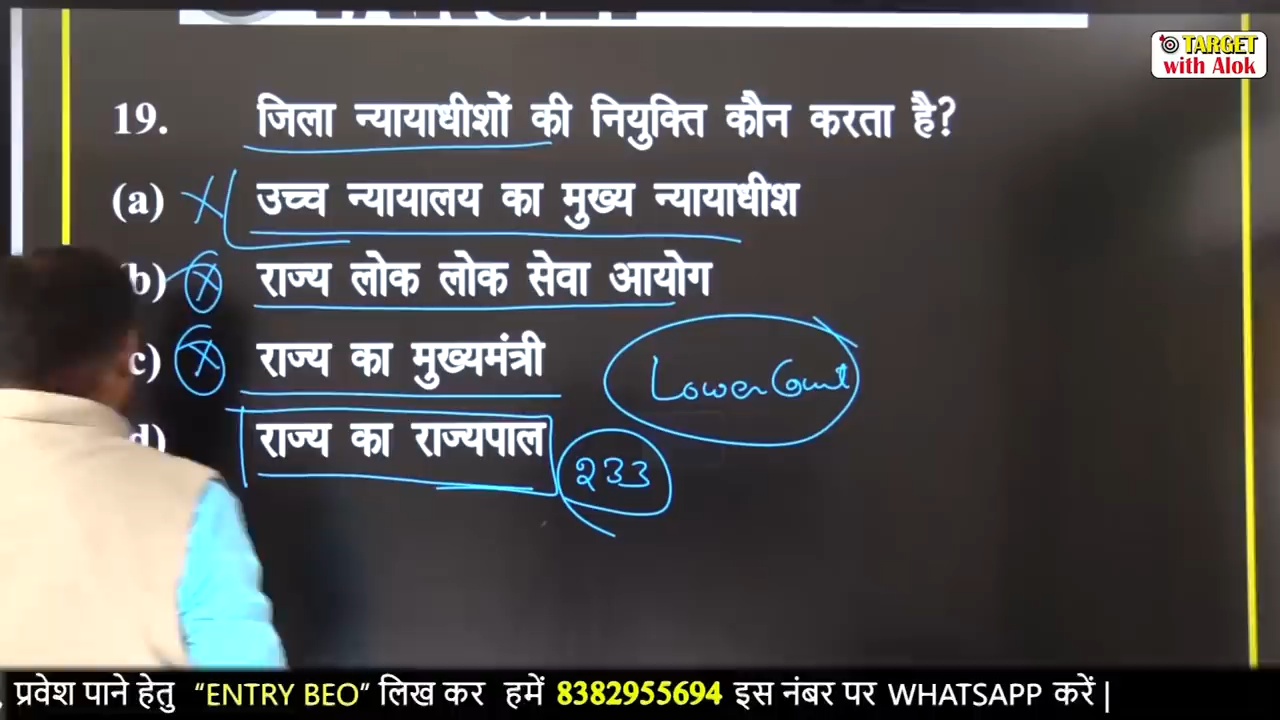 TARGET
with Alok
19. जिला न्यायाधीशों की नियुक्ति कौन करता है?
(a) उच्च न्यायालय का मुख्य न्यायाधीश
b) राज्य लोक लोक सेवा आयोग
c) राज्य का मुख्यमंत्री
Lower Court
d) राज्य का राज्यपाल
233
प्रवेश पाने हेतु “ENTRY BEO” लिख कर हमें 8382955694 इस नंबर पर WHATSAPP करें |